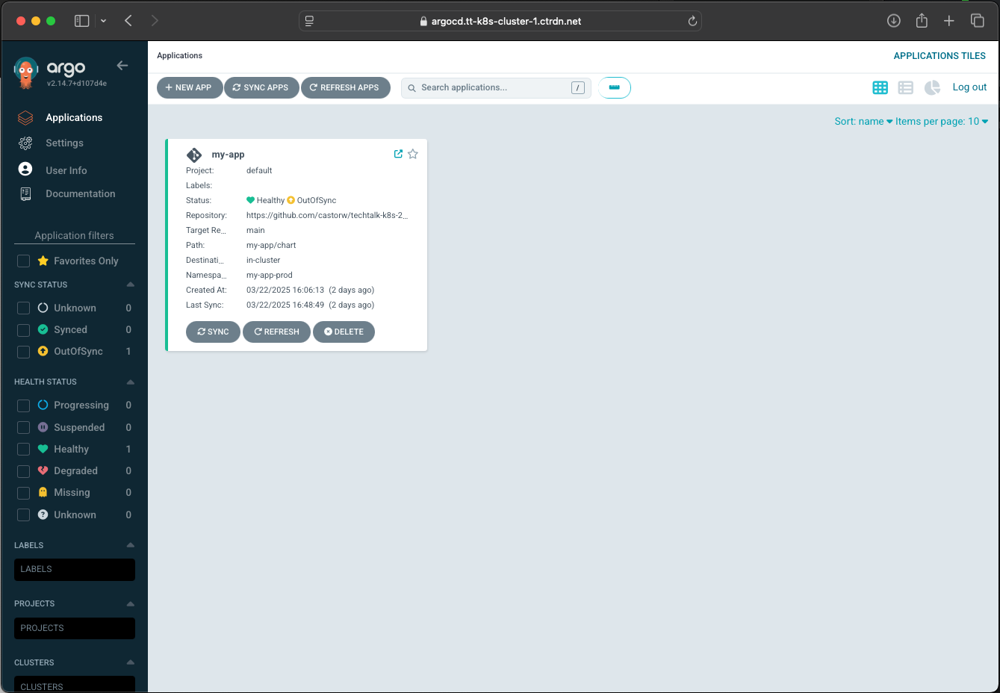 argocd.tt-k8s-cluster-1.ctrdn.net
argo
v2.14.7+d107d4e
Applications
Settings
User Info
Documentation
Application filters
Favorites Only
SYNC STATUS
Unknown 0
Synced 0
OutOfSync 1
HEALTH STATUS
Progressing 0
Suspended 0
Healthy 1
Degraded 0
Missing 0
Unknown 0
LABELS
LABELS
PROJECTS
PROJECTS
CLUSTERS
CLUSTERS
Applications
APPLICATIONS TILES
NEW APP SYNC APPS REFRESH APPS Search applications... / Log out
Sort: name Items per page: 10
my-app
Project: default
Labels:
Status: Healthy OutOfSync
Repository: https://github.com/castorw/techtalk-k8s-2...
Target Re... main
Path: my-app/chart
Destinati... in-cluster
Namespa... my-app-prod
Created At: 03/22/2025 16:06:13 (2 days ago)
Last Sync: 03/22/2025 16:48:49 (2 days ago)
SYNC REFRESH DELETE